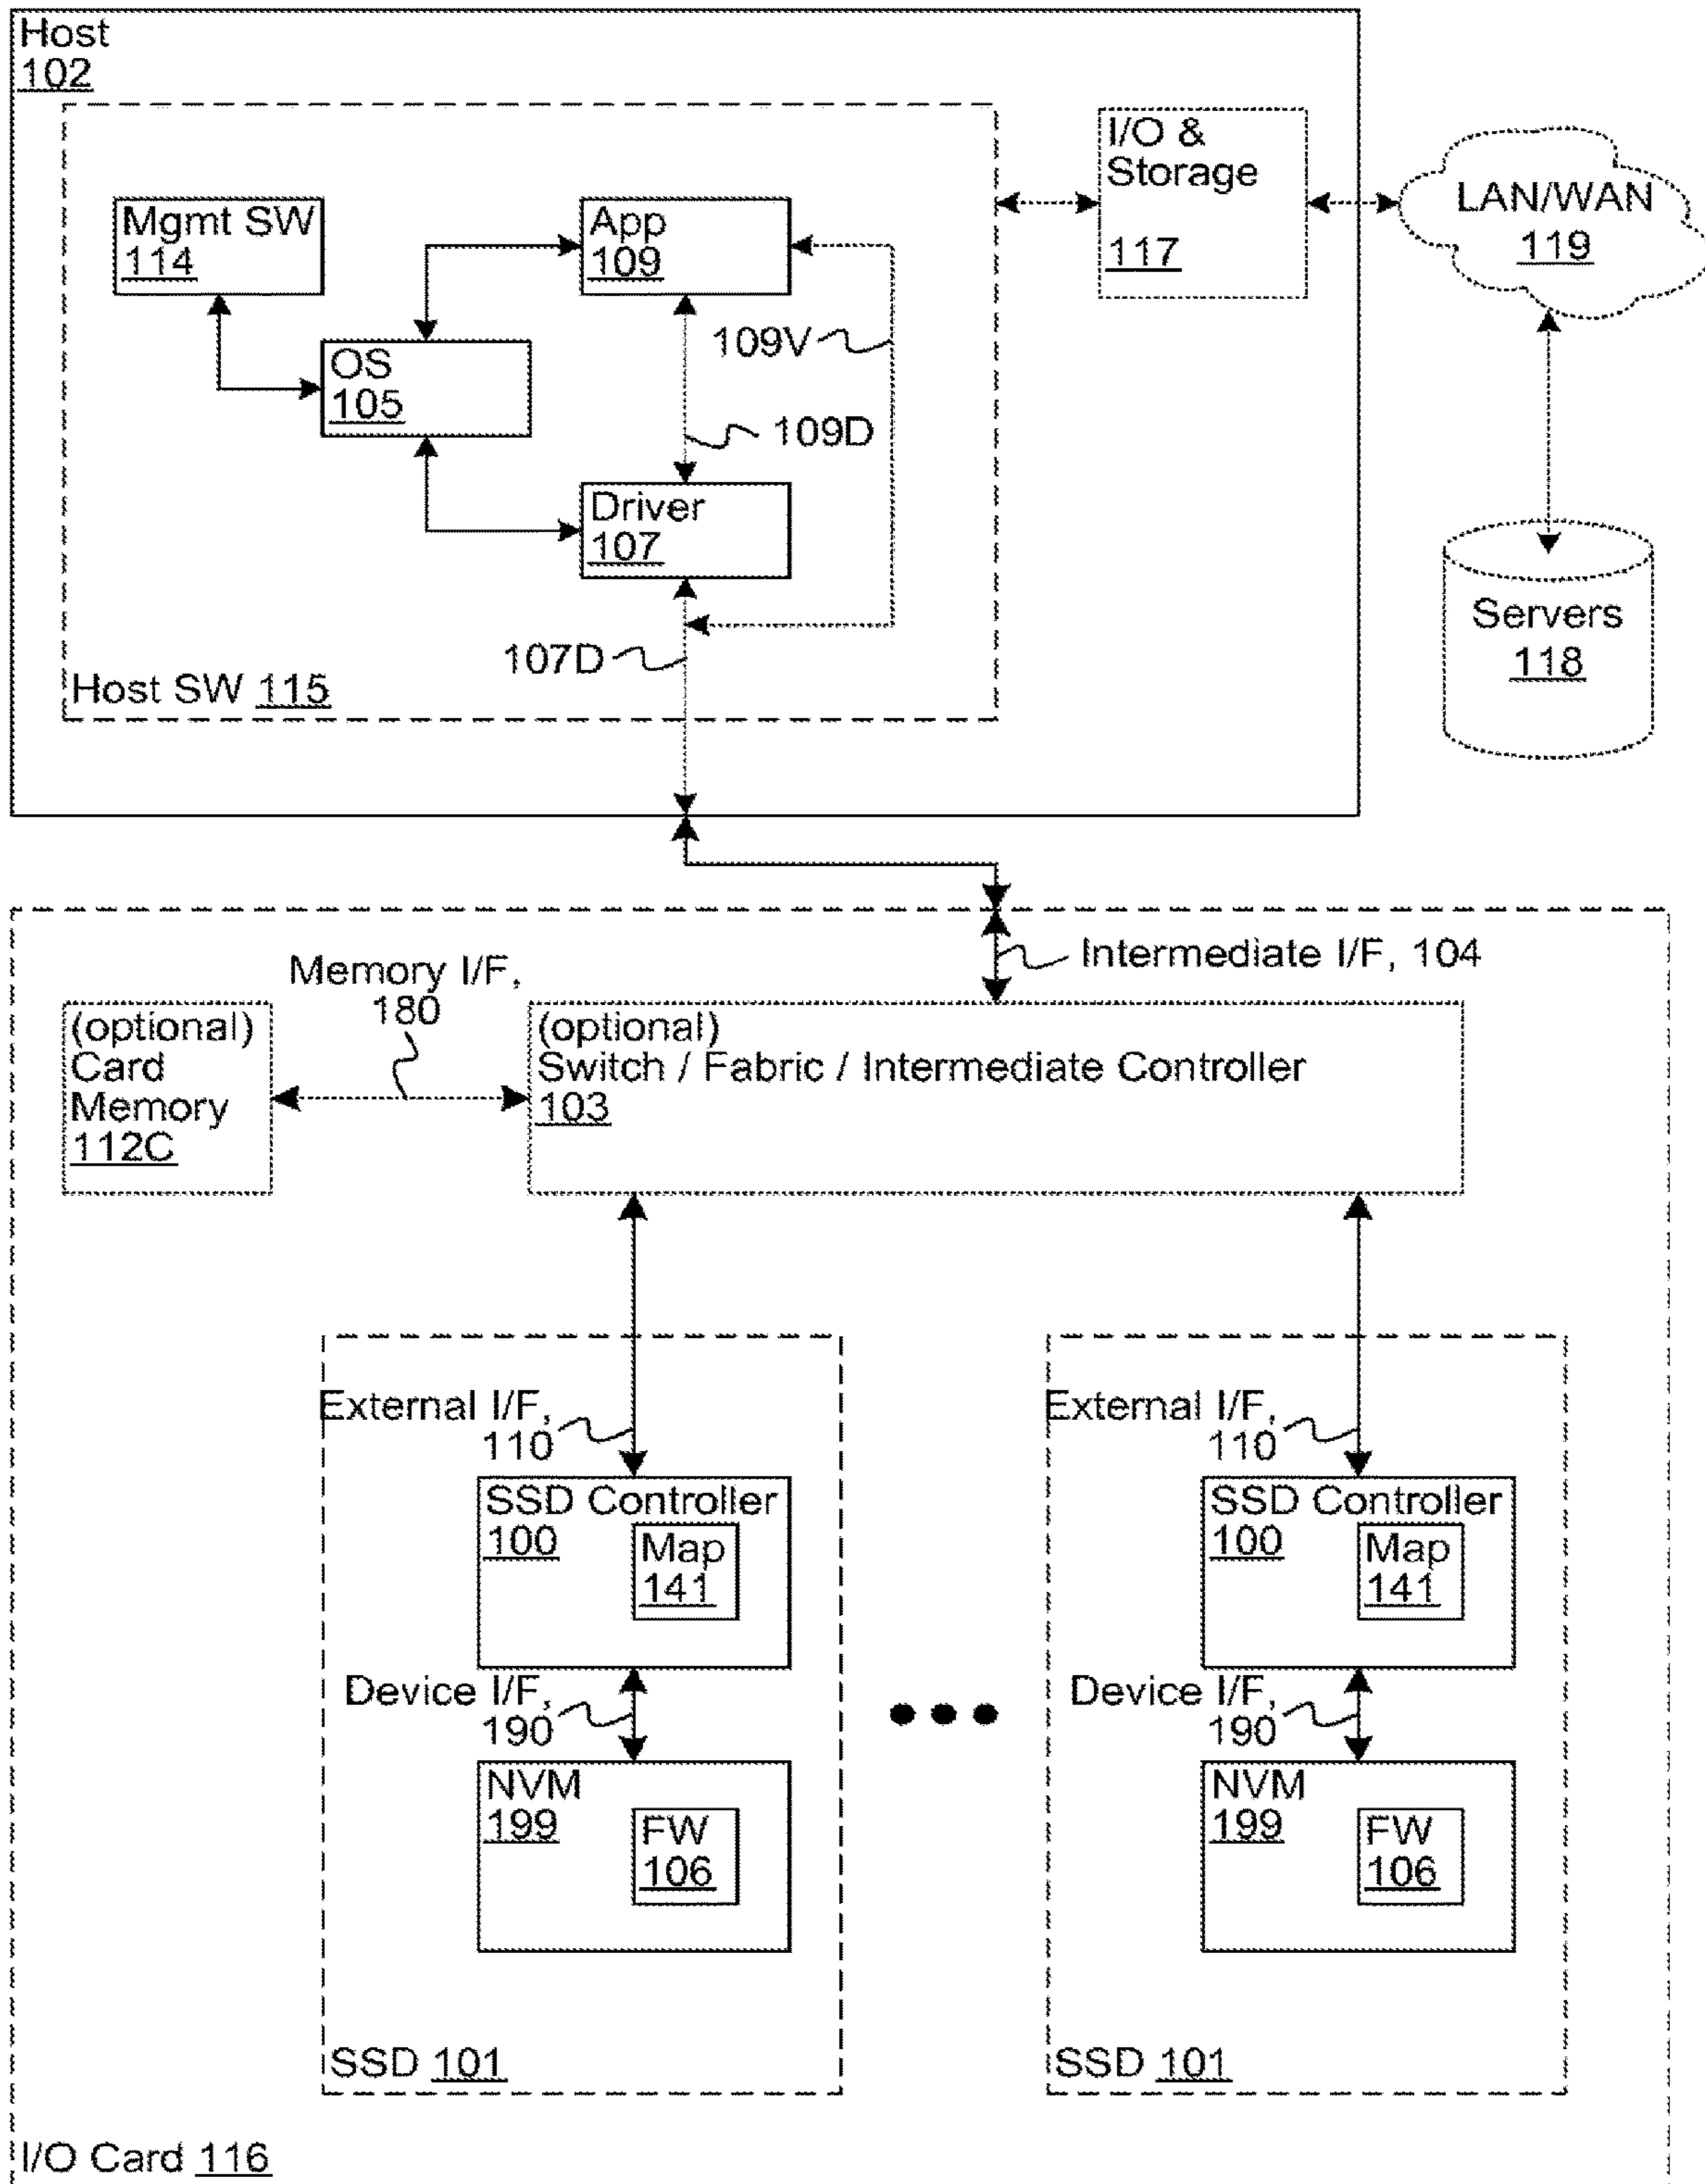 Host
102
I/O &
Storage
117
LAN/WAN
119
Mgmt SW
114
App
109
109V
OS
105
109D
Driver
107
107D
Servers
118
Host SW 115
Intermediate I/F, 104
Memory I/F,
180
(optional)
Card
Memory
112C
(optional)
Switch / Fabric / Intermediate Controller
103
External I/F,
110
External I/F,
110
SSD Controller
100
Map
141
SSD Controller
100
Map
141
Device I/F,
190
Device I/F,
190
NVM
199
FW
106
NVM
199
FW
106
SSD 101
SSD 101
I/O Card 116